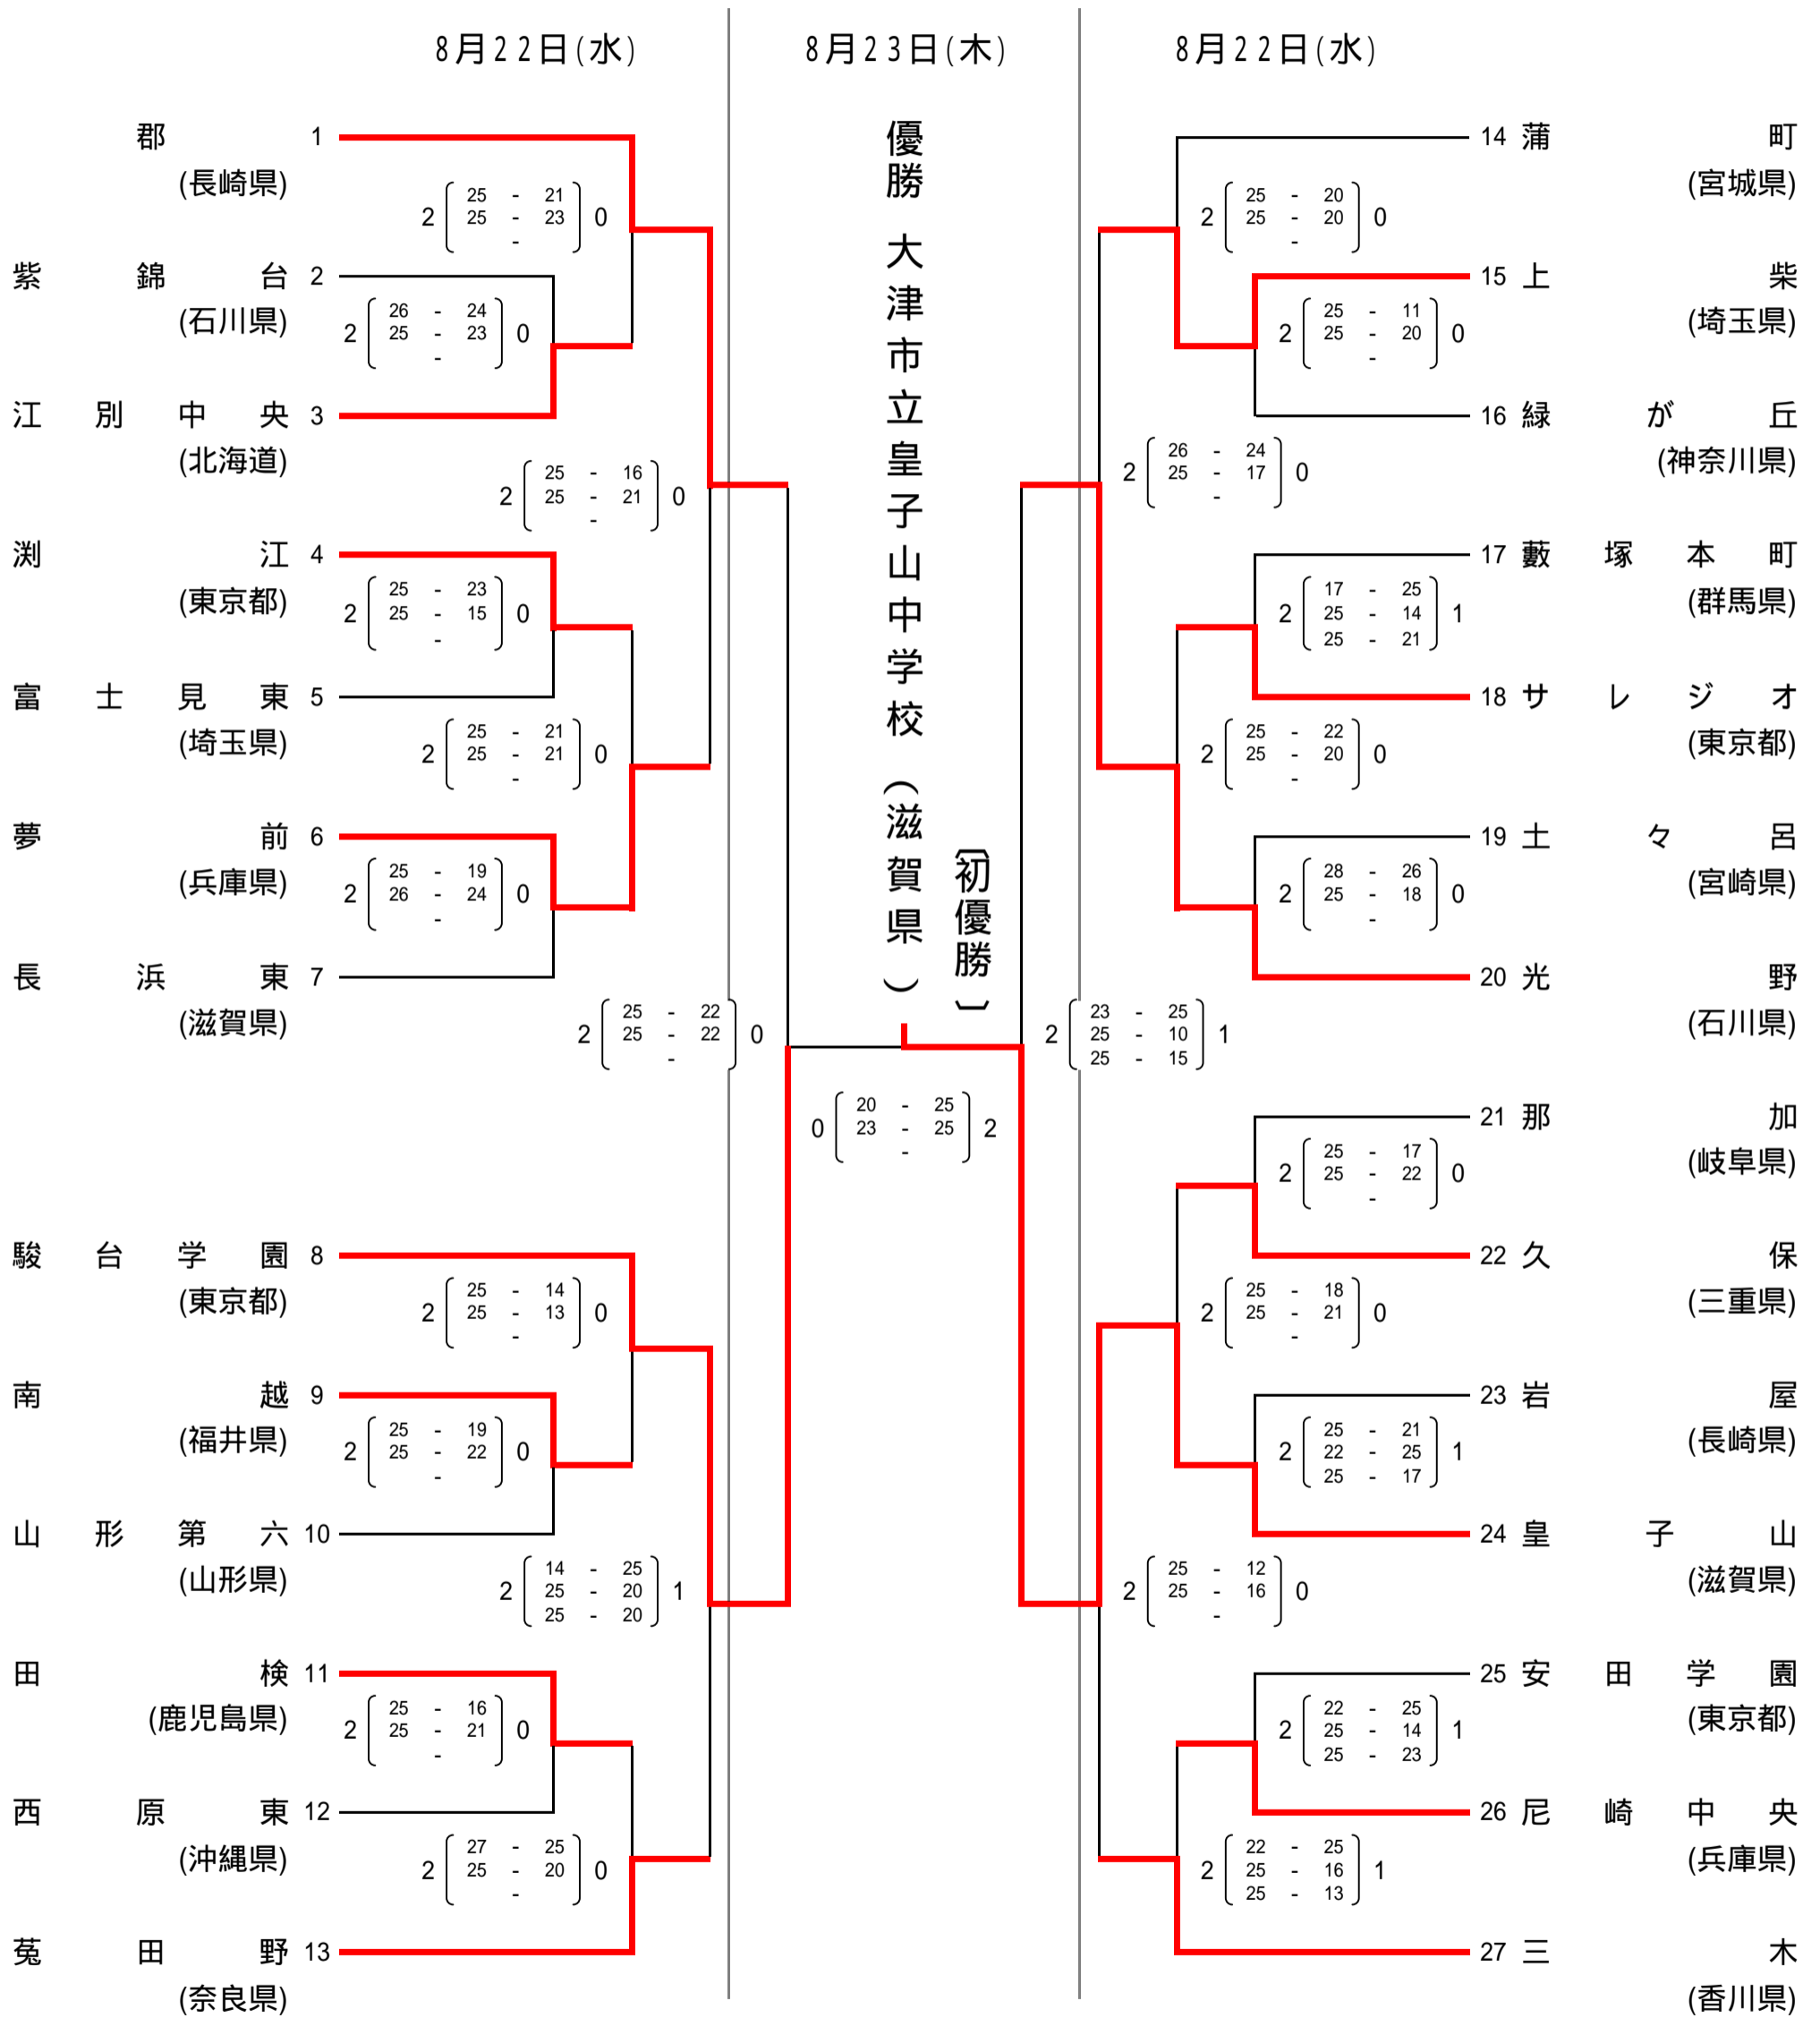 8月22日(水)
8月23日(木)
8月22日(水)
優勝 大津市立皇子山中学校(滋賀県)
〔初優勝〕
郡 1
(長崎県)
2 25 - 21 0
25 - 23
-
紫錦台 2
(石川県)
2 26 - 24 0
25 - 23
-
江別中央 3
(北海道)
2 25 - 16 0
25 - 21
-
渕江 4
(東京都)
2 25 - 23 0
25 - 15
-
富士見東 5
(埼玉県)
2 25 - 21 0
25 - 21
-
夢前 6
(兵庫県)
2 25 - 19 0
26 - 24
-
長浜東 7
(滋賀県)
2 25 - 22 0
25 - 22
-
駿台学園 8
(東京都)
2 25 - 14 0
25 - 13
-
南越 9
(福井県)
2 25 - 19 0
25 - 22
-
山形第六 10
(山形県)
2 14 - 25 1
25 - 20
25 - 20
田検 11
(鹿児島県)
2 25 - 16 0
25 - 21
-
西原東 12
(沖縄県)
2 27 - 25 0
25 - 20
-
菟田野 13
(奈良県)
0 20 - 25 2
23 - 25
-
14 蒲町
(宮城県)
2 25 - 20 0
25 - 20
-
15 上柴
(埼玉県)
2 25 - 11 0
25 - 20
-
16 緑が丘
(神奈川県)
2 26 - 24 0
25 - 17
-
17 藪塚本町
(群馬県)
2 17 - 25 1
25 - 14
25 - 21
18 サレジオ
(東京都)
2 25 - 22 0
25 - 20
-
19 土々呂
(宮崎県)
2 28 - 26 0
25 - 18
-
20 光野
(石川県)
2 23 - 25 1
25 - 10
25 - 15
21 那加
(岐阜県)
2 25 - 17 0
25 - 22
-
22 久保
(三重県)
2 25 - 18 0
25 - 21
-
23 岩屋
(長崎県)
2 25 - 21 1
22 - 25
25 - 17
24 皇子山
(滋賀県)
2 25 - 12 0
25 - 16
-
25 安田学園
(東京都)
2 22 - 25 1
25 - 14
25 - 23
26 尼崎中央
(兵庫県)
2 22 - 25 1
25 - 16
25 - 13
27 三木
(香川県)